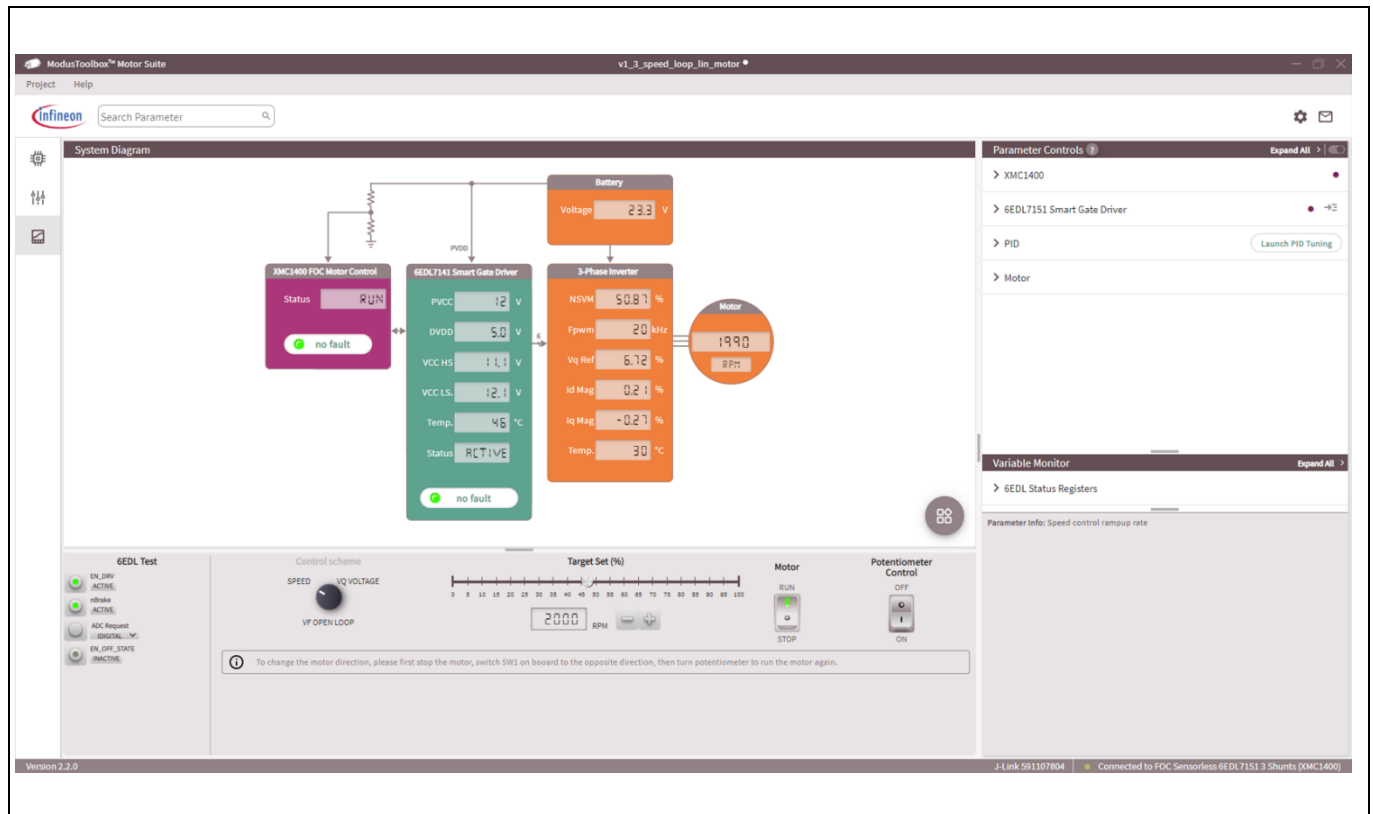 ModusToolbox™ Motor Suite
v1_3_speed_loop_lin_motor
Project Help
infineon
Search Parameter
System Diagram
Battery
Voltage 23.3 V
PVDD
XMC1400 FOC Motor Control
Status RUN
no fault
6EDL7141 Smart Gate Driver
PVCC 12 V
DVDD 5.0 V
VCC HS 11.1 V
VCC LS. 12.1 V
Temp. 46 °C
Status ACTIVE
no fault
6
3-Phase Inverter
NSVM 50.87 %
Fpwm 20 kHz
Vq Ref 6.72 %
Id Mag 0.21 %
Iq Mag -0.27 %
Temp. 30 °C
Motor
1990
RPM
Parameter Controls ?
Expand All
XMC1400
6EDL7151 Smart Gate Driver
PID
Launch PID Tuning
Motor
Variable Monitor
Expand All
6EDL Status Registers
Parameter Info: Speed control rampup rate
6EDL Test
EN_DRV
ACTIVE
nBrake
ACTIVE
ADC Request
IDIGITAL
EN_OFF_STATE
INACTIVE
Control scheme
SPEED VQ VOLTAGE
VF OPEN LOOP
Target Set (%)
0 5 10 15 20 25 30 35 40 45 50 55 60 65 70 75 80 85 90 95 100
2000 RPM
Motor
RUN
STOP
Potentiometer
Control
OFF
ON
To change the motor direction, please first stop the motor, switch SW1 on booard to the opposite direction, then turn potentiometer to run the motor again.
Version 2.2.0
J-Link 591107804
Connected to FOC Sensorless 6EDL7151 3 Shunts (XMC1400)